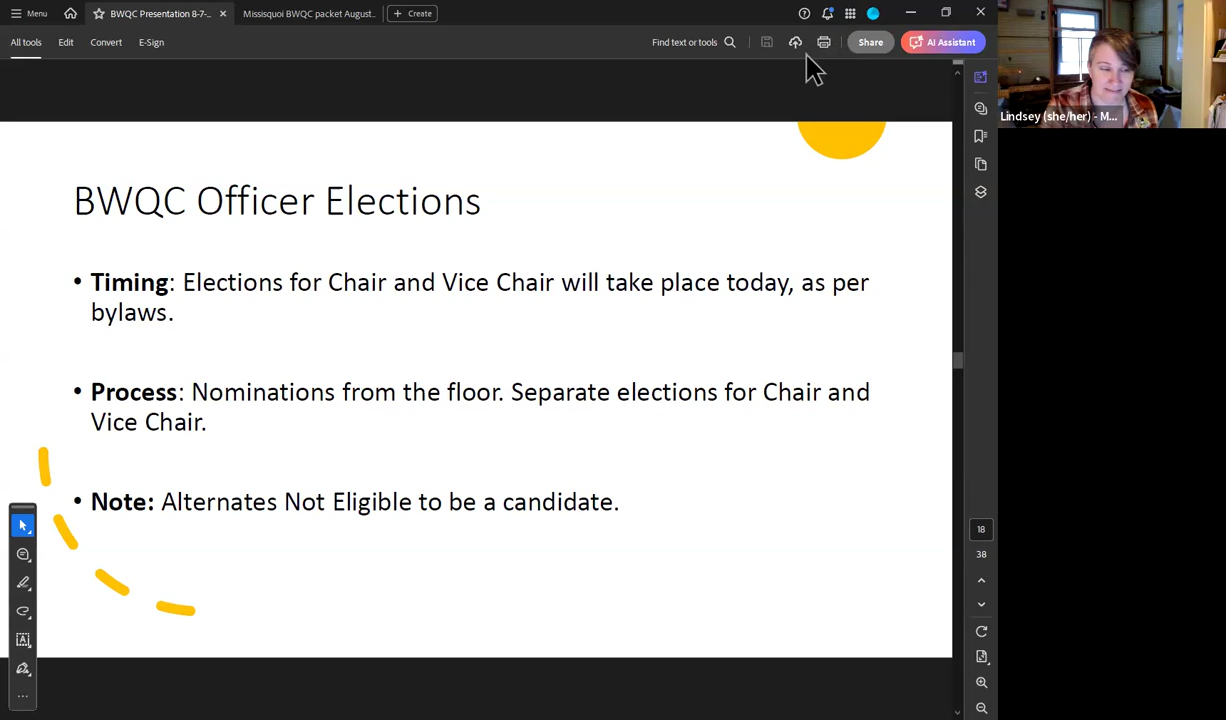 Menu
BWQC Presentation 8-7-...
Missisquoi BWQC packet August...
Create
All tools
Edit
Convert
E-Sign
Find text or tools
Share
AI Assistant
Lindsey (she/her) - M...
BWQC Officer Elections
• Timing: Elections for Chair and Vice Chair will take place today, as per
bylaws.
• Process: Nominations from the floor. Separate elections for Chair and
Vice Chair.
• Note: Alternates Not Eligible to be a candidate.
18
38